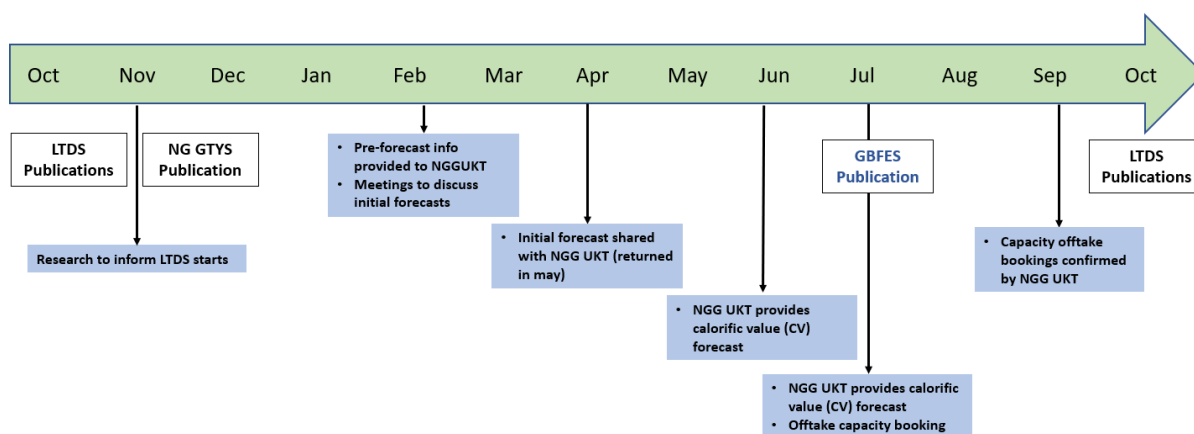 Oct Nov Dec Jan Feb Mar Apr May Jun Jul Aug Sep Oct
LTDS
Publications
NG GTYS
Publication
Research to inform LTDS starts
• Pre-forecast info
provided to NGGUKT
• Meetings to discuss
initial forecasts
• Initial forecast shared
with NGG UKT (returned
in may)
• NGG UKT provides
calorific value (CV)
forecast
GBFES
Publication
• NGG UKT provides calorific
value (CV) forecast
• Offtake capacity booking
• Capacity offtake
bookings confirmed
by NGG UKT
LTDS
Publications